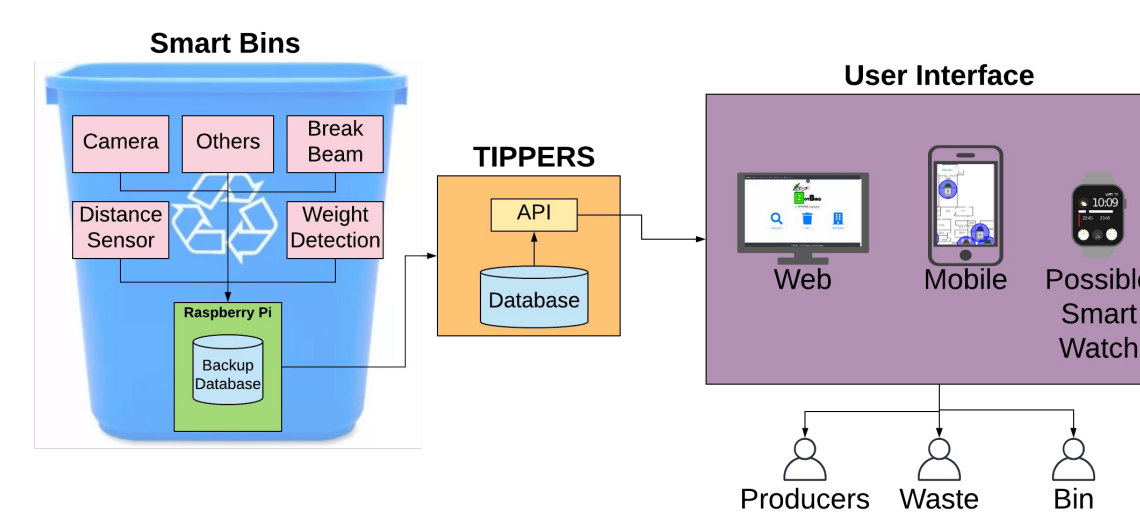 Smart Bins
User Interface
TIPPERS
Camera
Others
Break
Beam
Distance
Sensor
Weight
Detection
Raspberry Pi
Backup
Database
API
Database
10:09
Web
Mobile
Possible
Smart
Watch
Producers
Waste
Bin